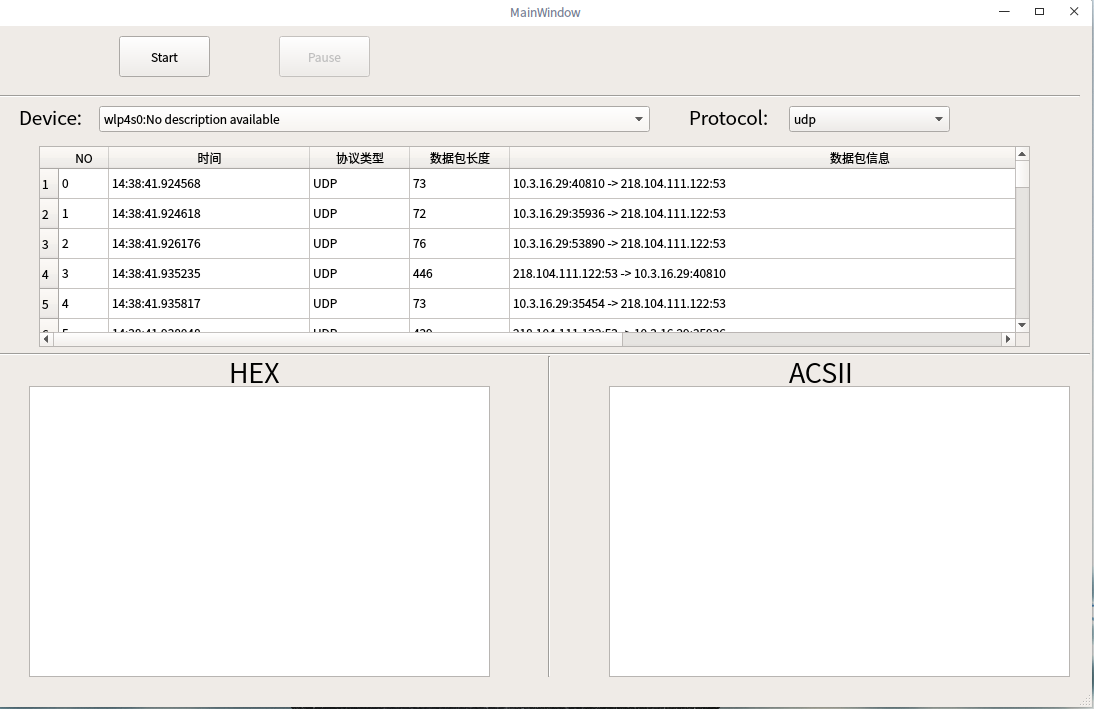 MainWindow
Start Pause
Device: wlp4s0:No description available Protocol: udp
NO 时间 协议类型 数据包长度 数据包信息
1 0 14:38:41.924568 UDP 73 10.3.16.29:40810 -> 218.104.111.122:53
2 1 14:38:41.924618 UDP 72 10.3.16.29:35936 -> 218.104.111.122:53
3 2 14:38:41.926176 UDP 76 10.3.16.29:53890 -> 218.104.111.122:53
4 3 14:38:41.935235 UDP 446 218.104.111.122:53 -> 10.3.16.29:40810
5 4 14:38:41.935817 UDP 73 10.3.16.29:35454 -> 218.104.111.122:53
HEX ACSII